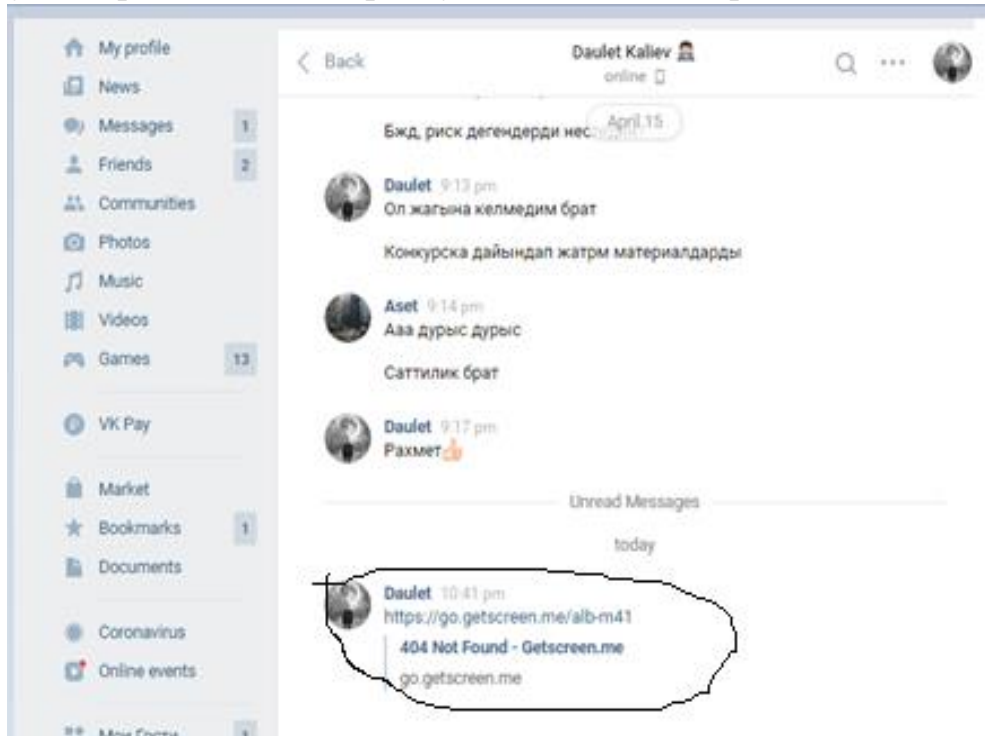 My profile
News
Messages 1
Friends 2
Communities
Photos
Music
Videos
Games 13
VK Pay
Market
Bookmarks 1
Documents
Coronavirus
Online events
Мои Гости 1
Back
Daulet Kaliev
online
April 15
Бжд, риск дегендерди
Daulet 9:13 pm
Ол жагына келмедим брат
Конкурска дайындап жатрм материалдарды
Aset 9:14 pm
Ааа дурыс дурыс
Саттилик брат
Daulet 9:17 pm
Рахмет👍
Unread Messages
today
Daulet 10:41 pm
https://go.getscreen.me/alb-m41
404 Not Found - Getscreen.me
go.getscreen.me